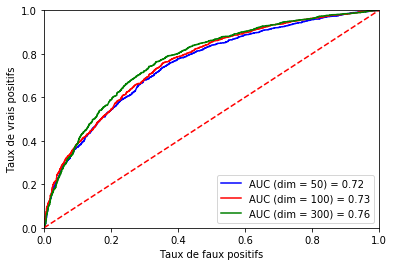 1.0
0.8
0.6
0.4
0.2
0.0
Taux de vrais positifs
AUC (dim = 50) = 0.72
AUC (dim = 100) = 0.73
AUC (dim = 300) = 0.76
0.0 0.2 0.4 0.6 0.8 1.0
Taux de faux positifs